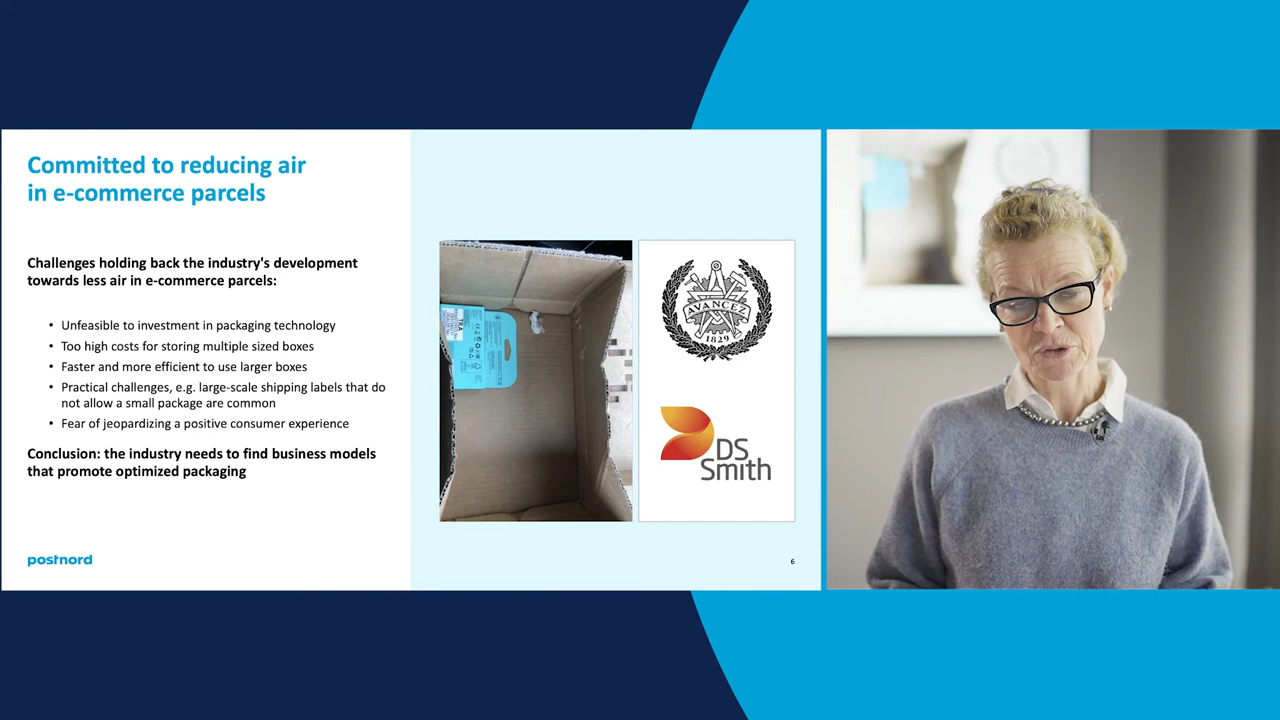 Committed to reducing air
in e-commerce parcels
Challenges holding back the industry's development
towards less air in e-commerce parcels:
• Unfeasible to investment in packaging technology
• Too high costs for storing multiple sized boxes
• Faster and more efficient to use larger boxes
• Practical challenges, e.g. large-scale shipping labels that do
not allow a small package are common
• Fear of jeopardizing a positive consumer experience
Conclusion: the industry needs to find business models
that promote optimized packaging
postnord
TRA
AVANCEZ
1829
DS
Smith
6